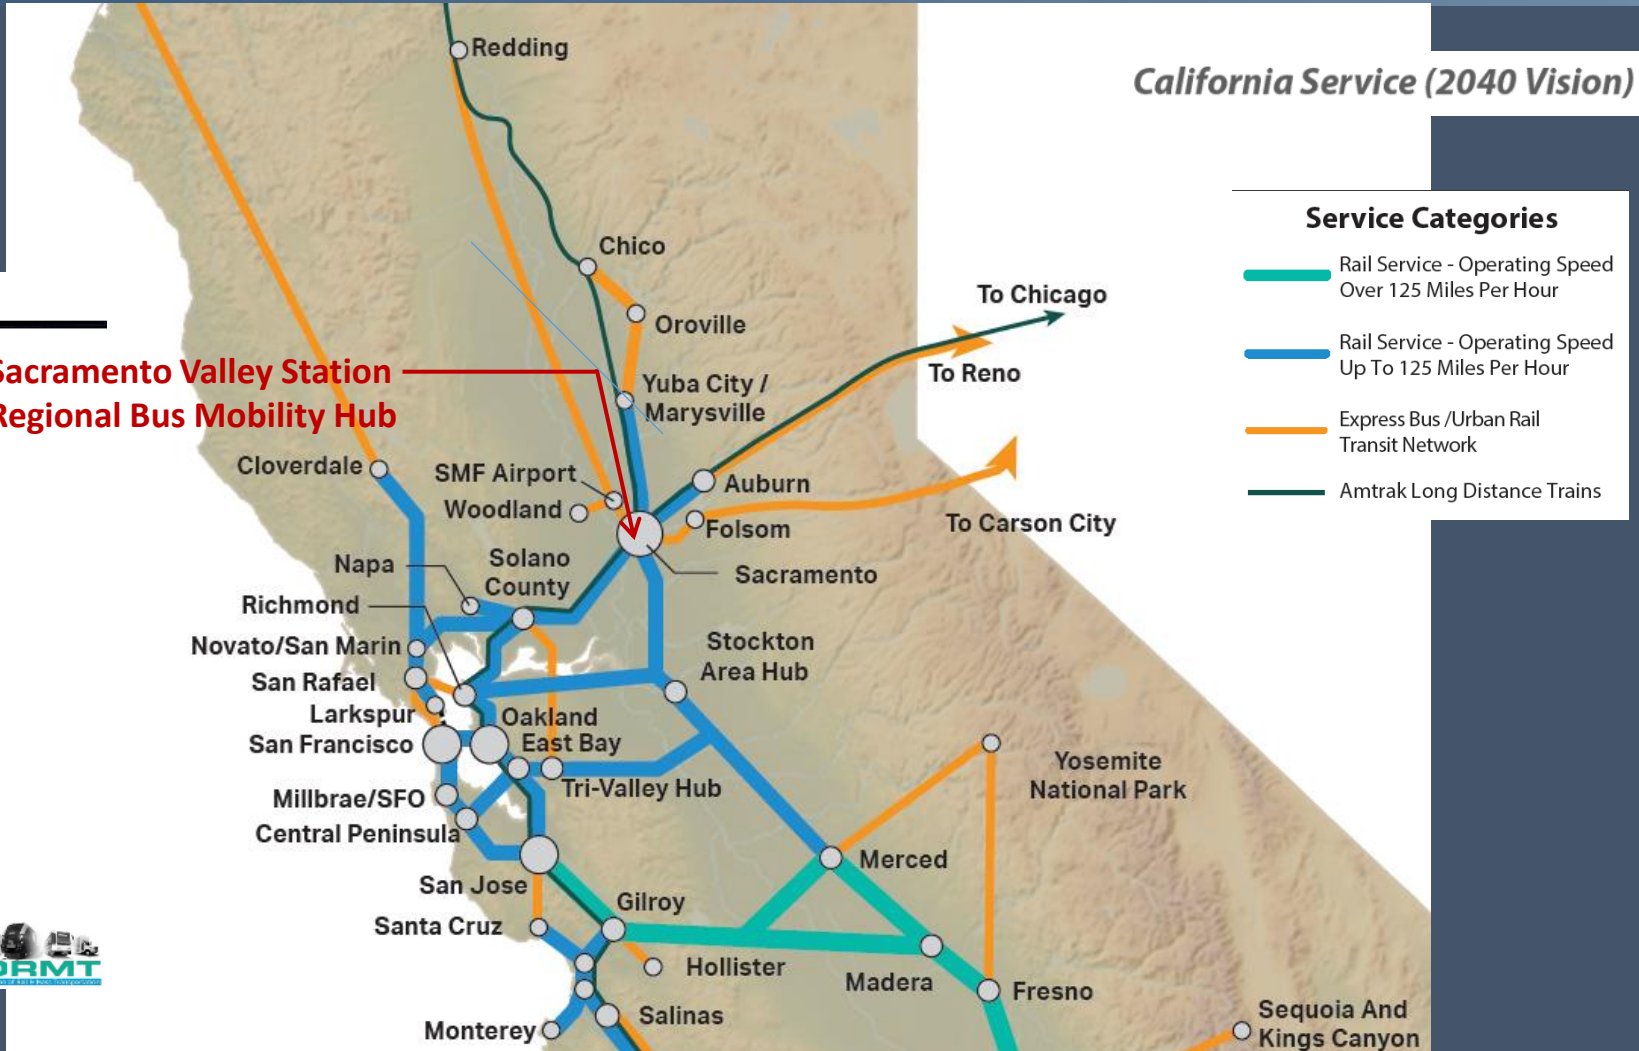 Redding
California Service (2040 Vision)
Service Categories
Rail Service - Operating Speed
Over 125 Miles Per Hour
Rail Service - Operating Speed
Up To 125 Miles Per Hour
Express Bus /Urban Rail
Transit Network
Amtrak Long Distance Trains
Chico
To Chicago
Oroville
To Reno
Sacramento Valley Station
Regional Bus Mobility Hub
Yuba City /
Marysville
Cloverdale
SMF Airport
Auburn
Woodland
Folsom
To Carson City
Napa
Solano
County
Sacramento
Richmond
Novato/San Marin
Stockton
Area Hub
San Rafael
Larkspur
Oakland
San Francisco
East Bay
Yosemite
National Park
Tri-Valley Hub
Millbrae/SFO
Central Peninsula
Merced
San Jose
Gilroy
Santa Cruz
Hollister
Madera
Fresno
DRMT
Salinas
Monterey
Sequoia And
Kings Canyon